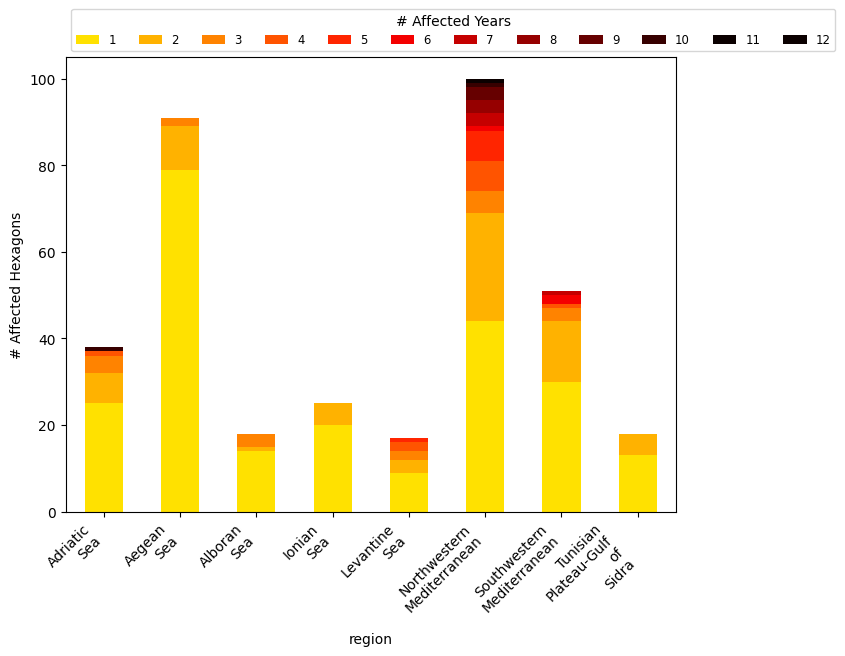 # Affected Years
1 2 3 4 5 6 7 8 9 10 11 12
100
80
60
40
20
0
# Affected Hexagons
Adriatic
Sea
Aegean
Sea
Alboran
Sea
Ionian
Sea
Levantine
Sea
Northwestern
Mediterranean
Southwestern
Mediterranean
Tunisian
Plateau-Gulf
of
Sidra
region